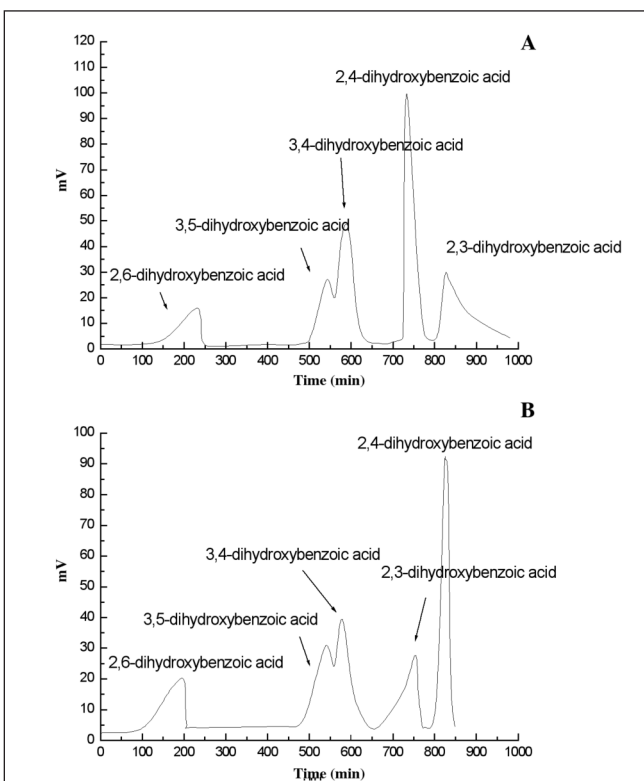 A
120
2,4-dihydroxybenzoic acid
110
100
90
3,4-dihydroxybenzoic acid
80
70
mV
60
50
3,5-dihydroxybenzoic acid
2,3-dihydroxybenzoic acid
40
2,6-dihydroxybenzoic acid
30
20
10
0
0 100 200 300 400 500 600 700 800 900 1000
Time (min)
B
100
2,4-dihydroxybenzoic acid
90
80
70
3,4-dihydroxybenzoic acid
60
2,3-dihydroxybenzoic acid
mV
50
40
3,5-dihydroxybenzoic acid
30
2,6-dihydroxybenzoic acid
20
10
0
0 100 200 300 400 500 600 700 800 900 1000
Time (min)